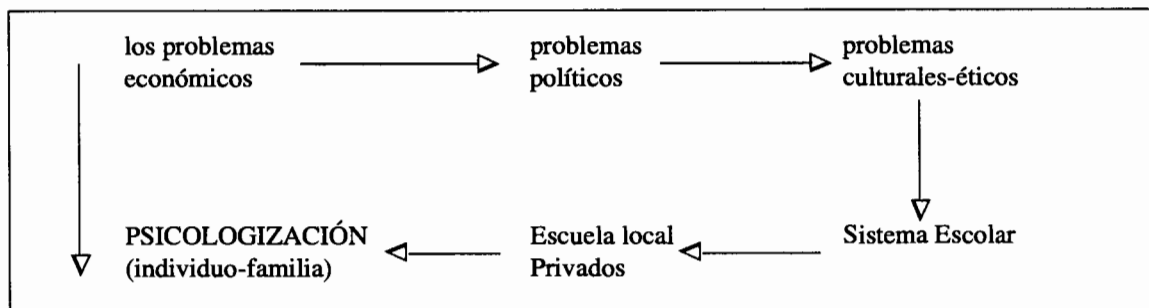 los problemas
económicos
problemas
políticos
problemas
culturales-éticos
PSICOLOGIZACIÓN
(individuo-familia)
Escuela local
Privados
Sistema Escolar